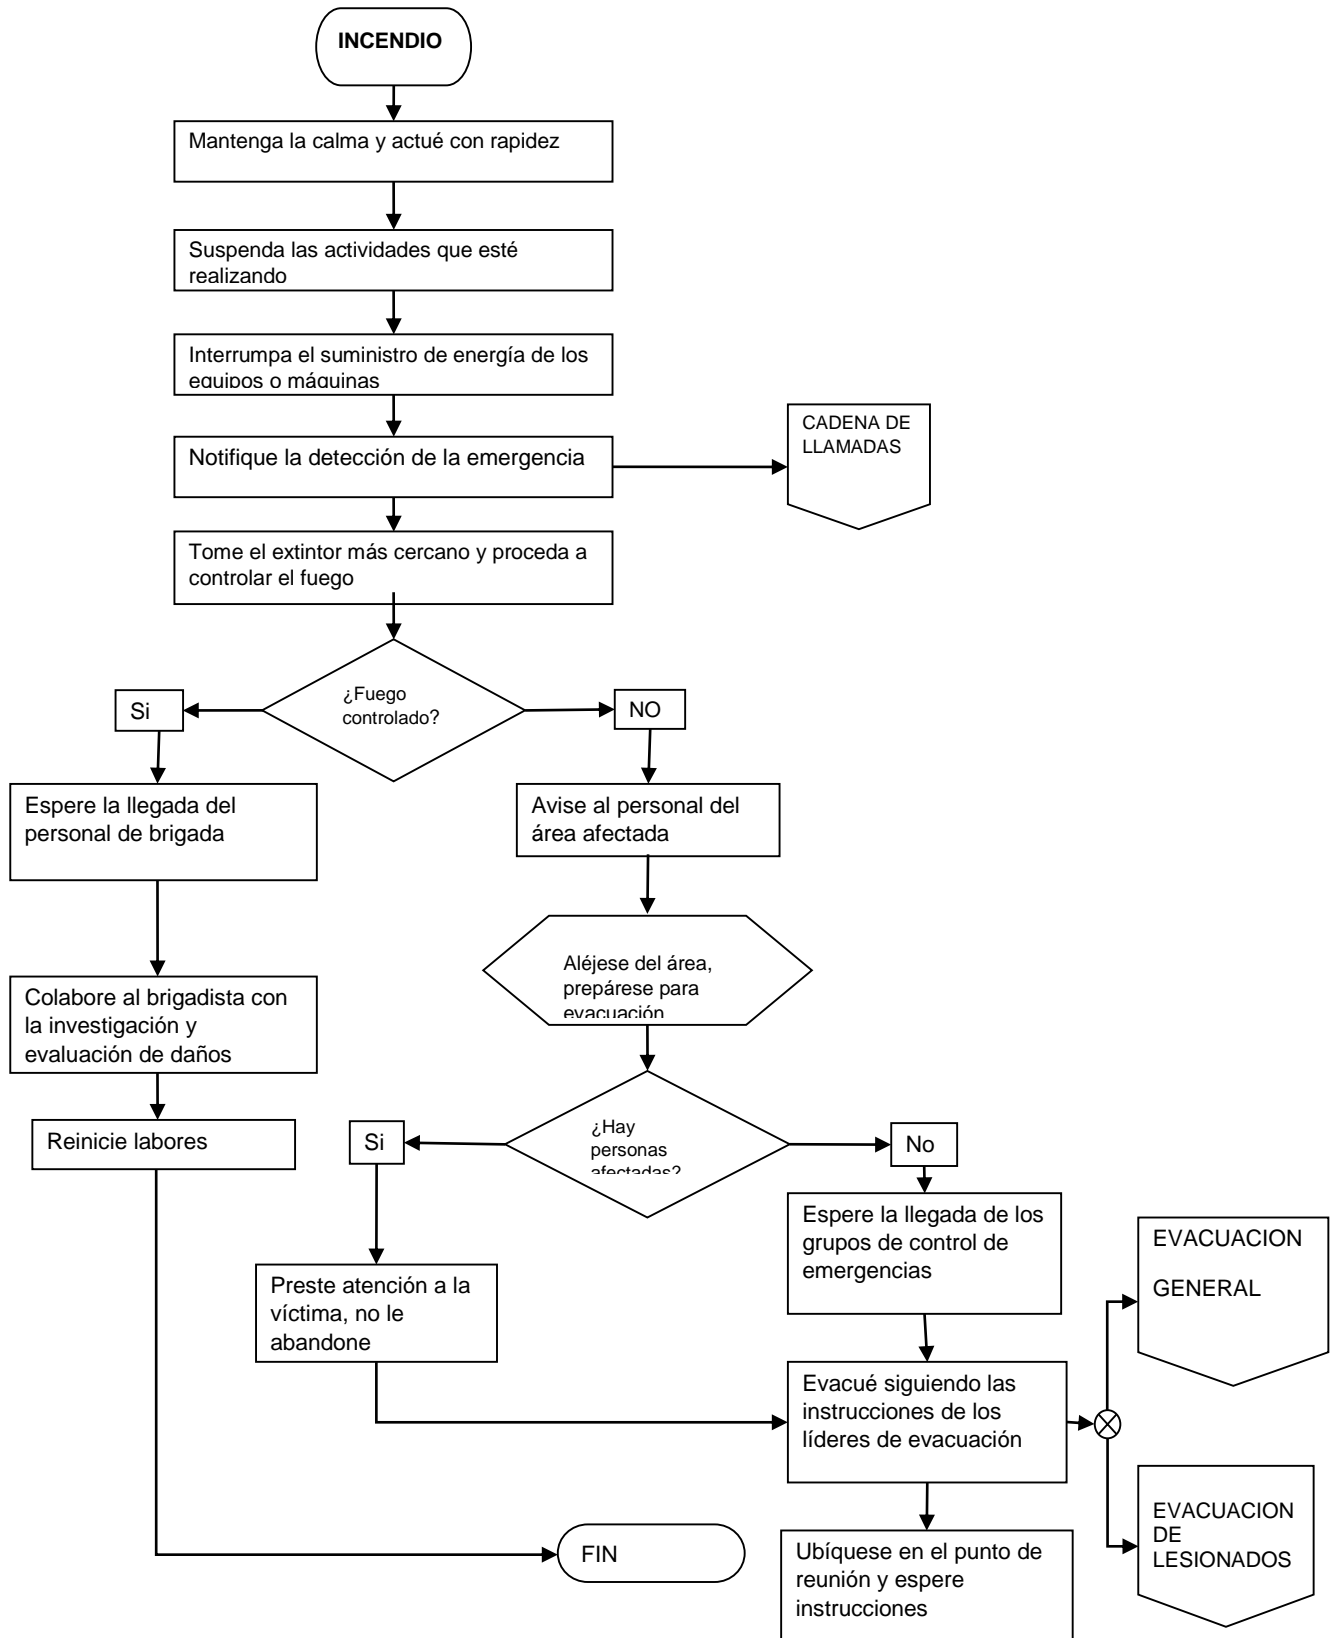 INCENDIO
Mantenga la calma y actué con rapidez
Suspenda las actividades que esté
realizando
Interrumpa el suministro de energía de los
equipos o máquinas
CADENA DE
LLAMADAS
Notifique la detección de la emergencia
Tome el extintor más cercano y proceda a
controlar el fuego
¿Fuego
controlado?
Si
NO
Espere la llegada del
personal de brigada
Avise al personal del
área afectada
Aléjese del área,
prepárese para
evacuación
Colabore al brigadista con
la investigación y
evaluación de daños
Reinicie labores
¿Hay
personas
afectadas?
Si
No
Espere la llegada de los
grupos de control de
emergencias
EVACUACION
GENERAL
Preste atención a la
víctima, no le
abandone
Evacué siguiendo las
instrucciones de los
líderes de evacuación
EVACUACION
DE
LESIONADOS
FIN
Ubíquese en el punto de
reunión y espere
instrucciones